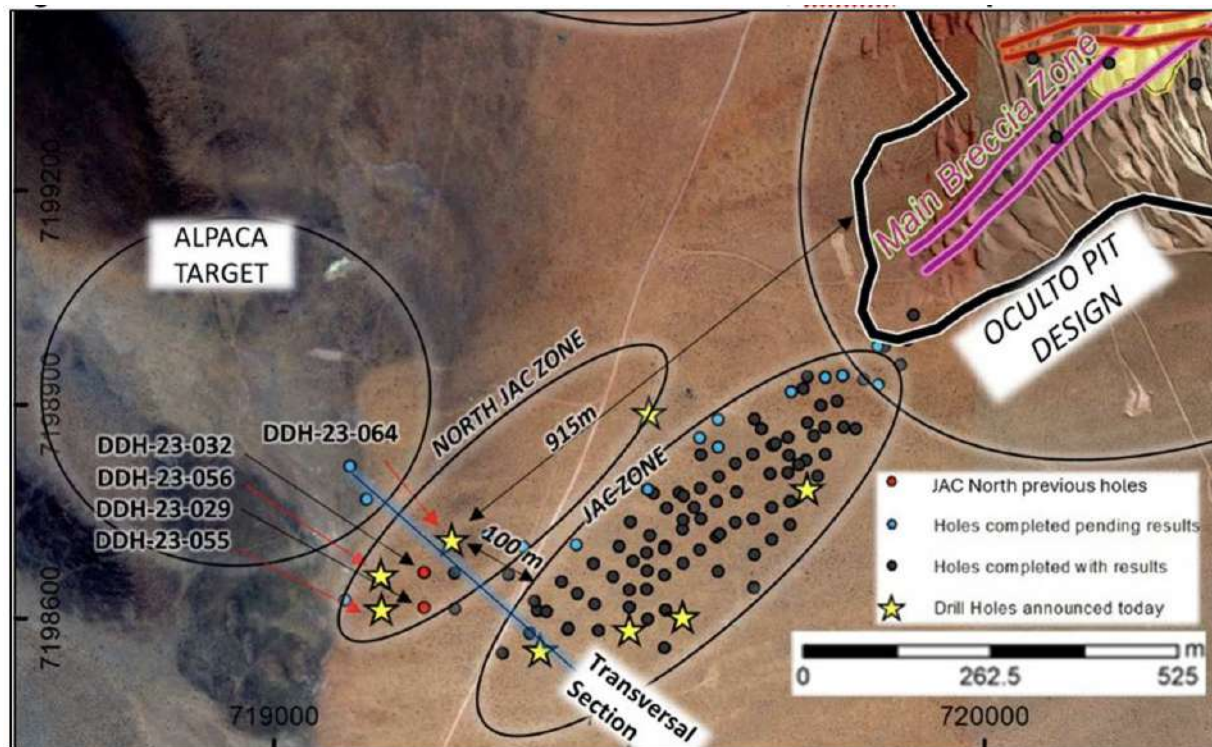 Main Breccia Zone
7199200
ALPACA
TARGET
OCULTO PIT
DESIGN
NORTH JAC ZONE
7198900
915m
DDH-23-032
DDH-23-064
DDH-23-056
DDH-23-029
DDH-23-055
JAC ZONE
100 m
JAC North previous holes
Holes completed pending results
Holes completed with results
Drill Holes announced today
7198600
m
0 262.5 525
Transversal
Section
719000
720000